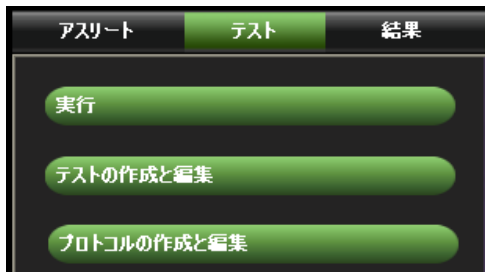 アスリート テスト 結果
実行
テストの作成と編集
プロトコルの作成と編集